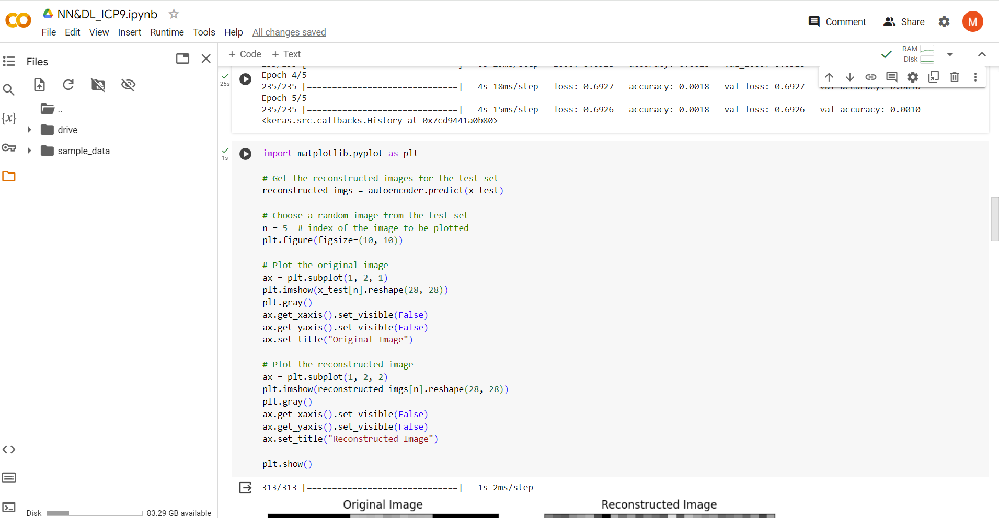 NN&DL_ICP9.ipynb
File Edit View Insert Runtime Tools Help All changes saved
Comment Share M
Files
+ Code + Text
RAM
Disk
..
drive
sample_data
{x}
25s
Epoch 4/5
235/235 [==============================] - 4s 18ms/step - loss: 0.6927 - accuracy: 0.0018 - val_loss: 0.6927 - val_accuracy: 0.0010
Epoch 5/5
235/235 [==============================] - 4s 15ms/step - loss: 0.6926 - accuracy: 0.0018 - val_loss: 0.6926 - val_accuracy: 0.0010
<keras.src.callbacks.History at 0x7cd9441a0b80>
1s
import matplotlib.pyplot as plt
# Get the reconstructed images for the test set
reconstructed_imgs = autoencoder.predict(x_test)
# Choose a random image from the test set
n = 5  # index of the image to be plotted
plt.figure(figsize=(10, 10))
# Plot the original image
ax = plt.subplot(1, 2, 1)
plt.imshow(x_test[n].reshape(28, 28))
plt.gray()
ax.get_xaxis().set_visible(False)
ax.get_yaxis().set_visible(False)
ax.set_title("Original Image")
# Plot the reconstructed image
ax = plt.subplot(1, 2, 2)
plt.imshow(reconstructed_imgs[n].reshape(28, 28))
plt.gray()
ax.get_xaxis().set_visible(False)
ax.get_yaxis().set_visible(False)
ax.set_title("Reconstructed Image")
plt.show()
313/313 [==============================] - 1s 2ms/step
Original Image Reconstructed Image
Disk 83.29 GB available